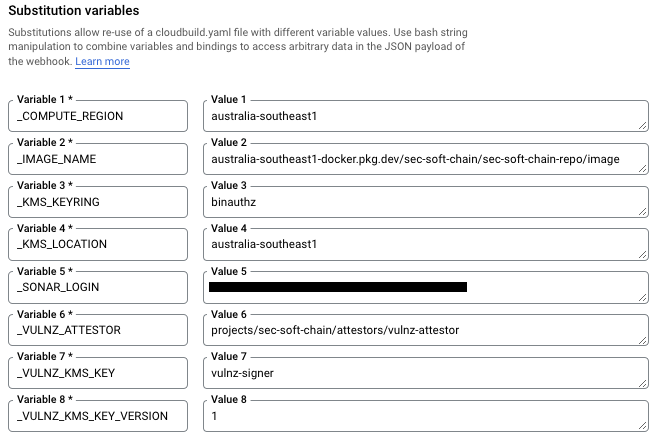 Substitution variables
Substitutions allow re-use of a cloudbuild.yaml file with different variable values. Use bash string
manipulation to combine variables and bindings to access arbitrary data in the JSON payload of
the webhook. Learn more
Variable 1 * Value 1
_COMPUTE_REGION australia-southeast1
Variable 2 * Value 2
_IMAGE_NAME australia-southeast1-docker.pkg.dev/sec-soft-chain/sec-soft-chain-repo/image
Variable 3 * Value 3
_KMS_KEYRING binauthz
Variable 4 * Value 4
_KMS_LOCATION australia-southeast1
Variable 5 * Value 5
_SONAR_LOGIN
Variable 6 * Value 6
_VULNZ_ATTESTOR projects/sec-soft-chain/attestors/vulnz-attestor
Variable 7 * Value 7
_VULNZ_KMS_KEY vulnz-signer
Variable 8 * Value 8
_VULNZ_KMS_KEY_VERSION 1